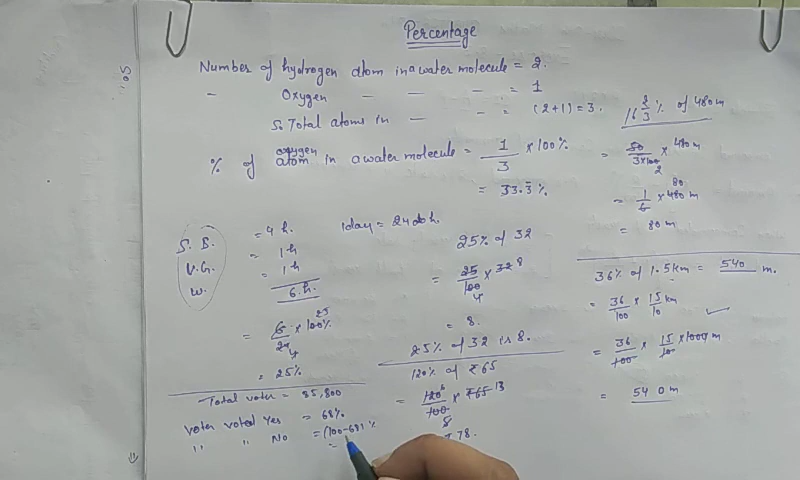 Percentage
Number of hydrogen atom in a water molecule = 2.
- Oxygen - - - = 1
So Total atoms in - - = (2+1) = 3.
% of oxygen atom in a water molecule = 1/3 × 100%
= 33.3%
S. B. = 4 h.
V.G. = 1 h
W. = 1 h
6 h.
1 day = 24 h.
= 6/24 × 100%
= 25%
Total voter = 85,800
Voter voted Yes = 68%
" " No = (100-68)%
=
25% of 32
= 25/100 × 32
= 8.
25% of 32 is 8.
120% of ₹65
= 120/100 × ₹65
₹78.
16 2/3 % of 480 m
= 50/3×100 × 480 m
= 1/6 × 480 m
= 80 m
36% of 1.5 km = 540 m.
= 36/100 × 15/10 km
= 36/100 × 15/10 × 1000 m
= 540 m